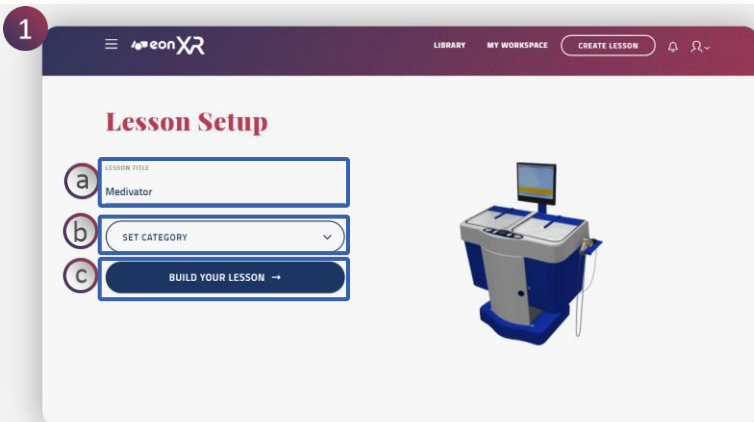 1
eonXR
LIBRARY MY WORKSPACE CREATE LESSON
Lesson Setup
a
LESSON TITLE
Medivator
b
SET CATEGORY
c
BUILD YOUR LESSON →